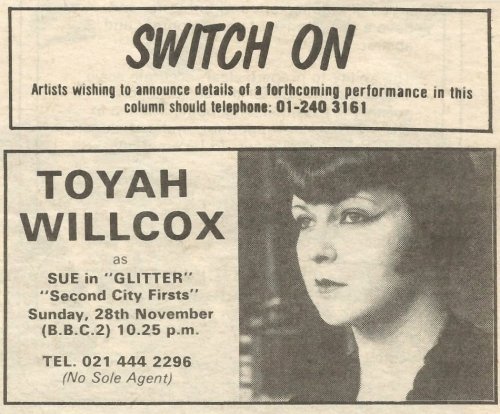 SWITCH ON
Artists wishing to announce details of a forthcoming performance in this
column should telephone: 01-240 3161
TOYAH
WILLCOX
as
SUE in "GLITTER"
"Second City Firsts"
Sunday, 28th November
(B.B.C.2) 10.25 p.m.
TEL. 021 444 2296
(No Sole Agent)